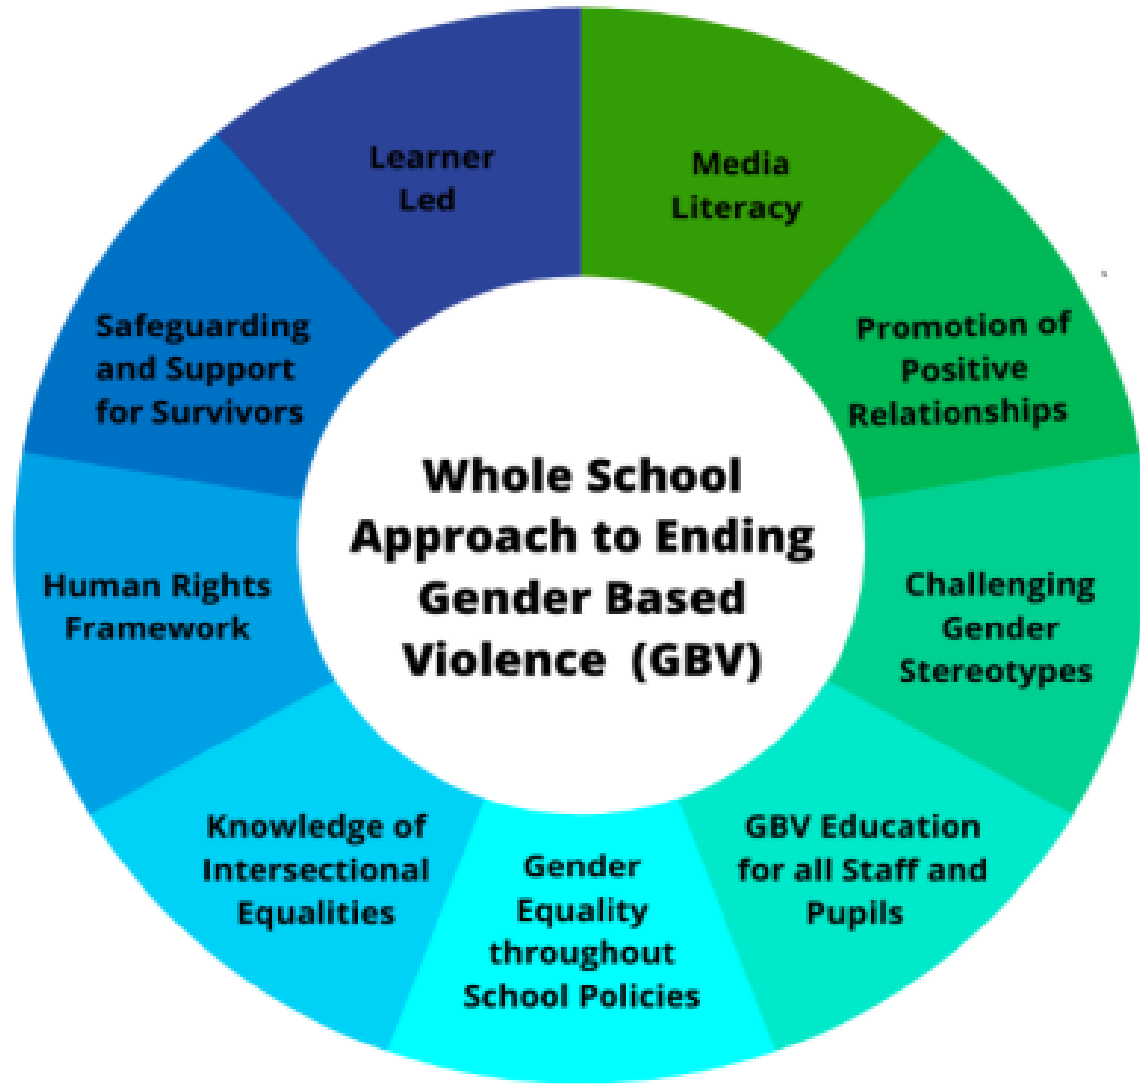 Learner
Led
Media
Literacy
Promotion of
Positive
Relationships
Challenging
Gender
Stereotypes
GBV Education
for all Staff and
Pupils
Gender
Equality
throughout
School Policies
Knowledge of
Intersectional
Equalities
Human Rights
Framework
Safeguarding
and Support
for Survivors
Whole School
Approach to Ending
Gender Based
Violence (GBV)